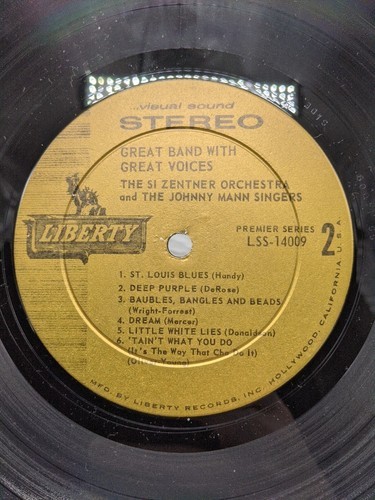 ..visual sound
STEREO
GREAT BAND WITH
GREAT VOICES
THE SI ZENTNER ORCHESTRA
and THE JOHNNY MANN SINGERS
LIBERTY
PREMIER SERIES
LSS-14009
2
1. ST. LOUIS BLUES (Handy)
2. DEEP PURPLE (DeRose)
3. BAUBLES, BANGLES AND BEADS
(Wright-Forrest)
4. DREAM (Mercer)
5. LITTLE WHITE LIES (Donaldson)
6. 'TAIN'T WHAT YOU DO
(It's The Way That Cha Do It)
(Oliver-Young)
MFG. BY LIBERTY RECORDS, INC. HOLLYWOOD, CALIFORNIA U.S.A.